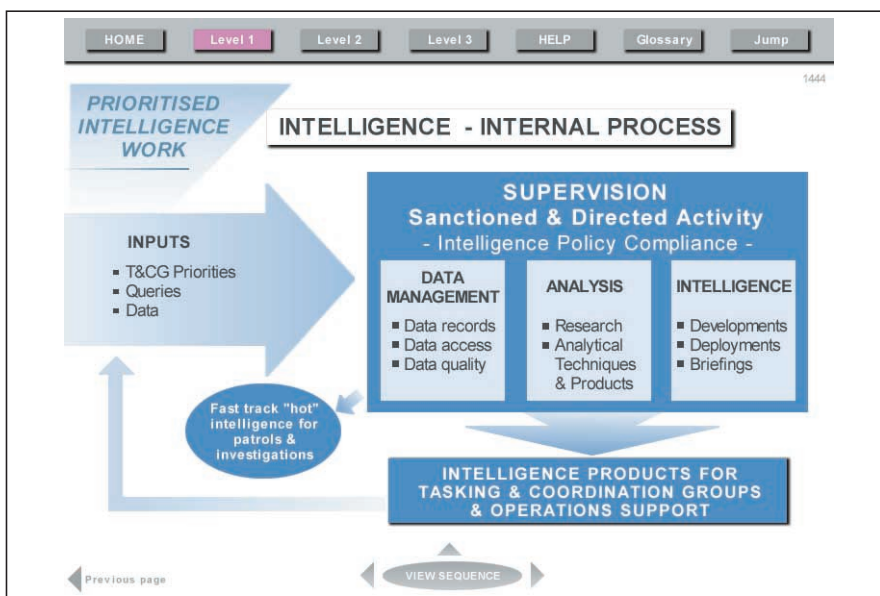 HOME
Level 1
Level 2
Level 3
HELP
Glossary
Jump
1444
PRIORITISED
INTELLIGENCE
WORK
INTELLIGENCE - INTERNAL PROCESS
SUPERVISION
Sanctioned & Directed Activity
- Intelligence Policy Compliance -
INPUTS
▪ T&CG Priorities
▪ Queries
▪ Data
DATA
MANAGEMENT
▪ Data records
▪ Data access
▪ Data quality
ANALYSIS
▪ Research
▪ Analytical
Techniques
& Products
INTELLIGENCE
▪ Developments
▪ Deployments
▪ Briefings
Fast track "hot"
intelligence for
patrols &
investigations
INTELLIGENCE PRODUCTS FOR
TASKING & COORDINATION GROUPS
& OPERATIONS SUPPORT
Previous page
VIEW SEQUENCE